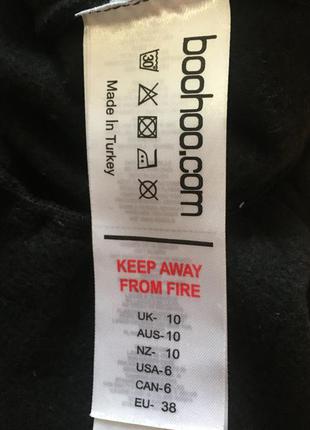 boohoo.com
30
Made In Turkey
KEEP AWAY
FROM FIRE
UK- 10
AUS-10
NZ- 10
USA-6
CAN-6
EU- 38